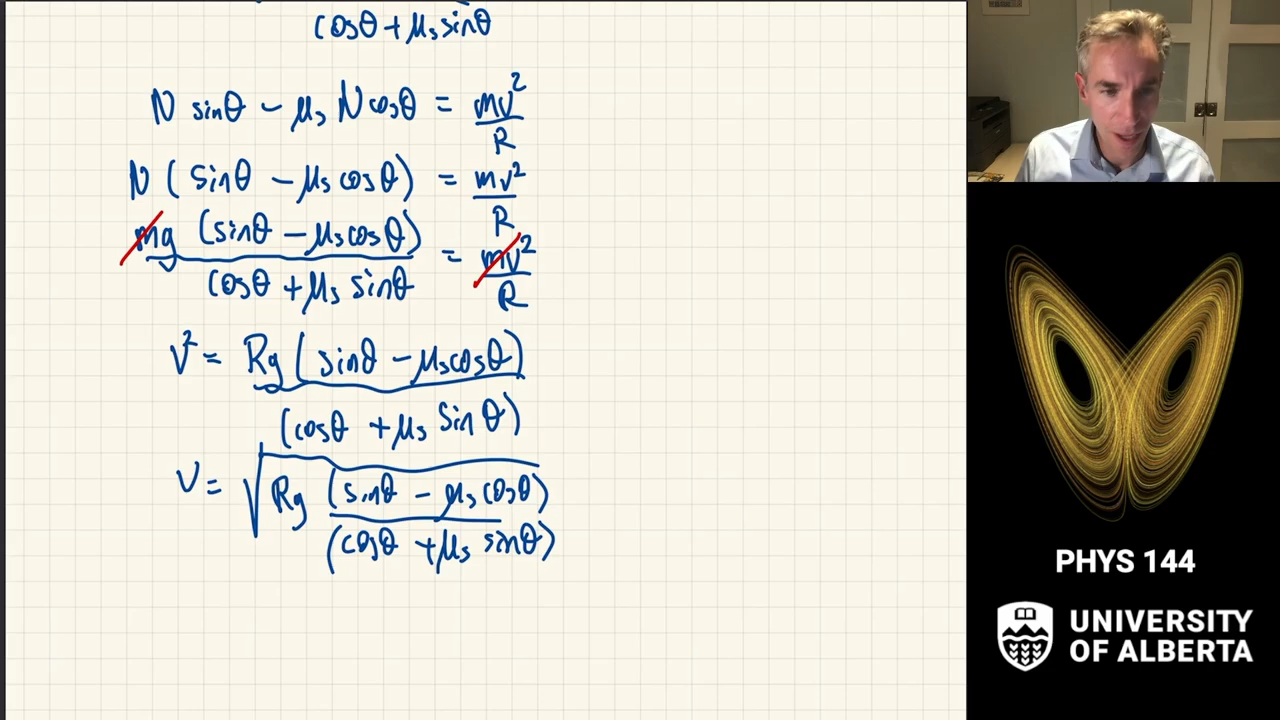 cosθ + μs sinθ
N sinθ - μs N cosθ = mv²/R
N ( sinθ - μs cosθ ) = mv²/R
mg (sinθ - μs cosθ) / cosθ + μs sinθ = mv²/R
v² = Rg ( sinθ - μs cosθ ) / (cosθ + μs sinθ)
v = √ Rg (sinθ - μs cosθ) / (cosθ + μs sinθ)
PHYS 144
UNIVERSITY
OF ALBERTA